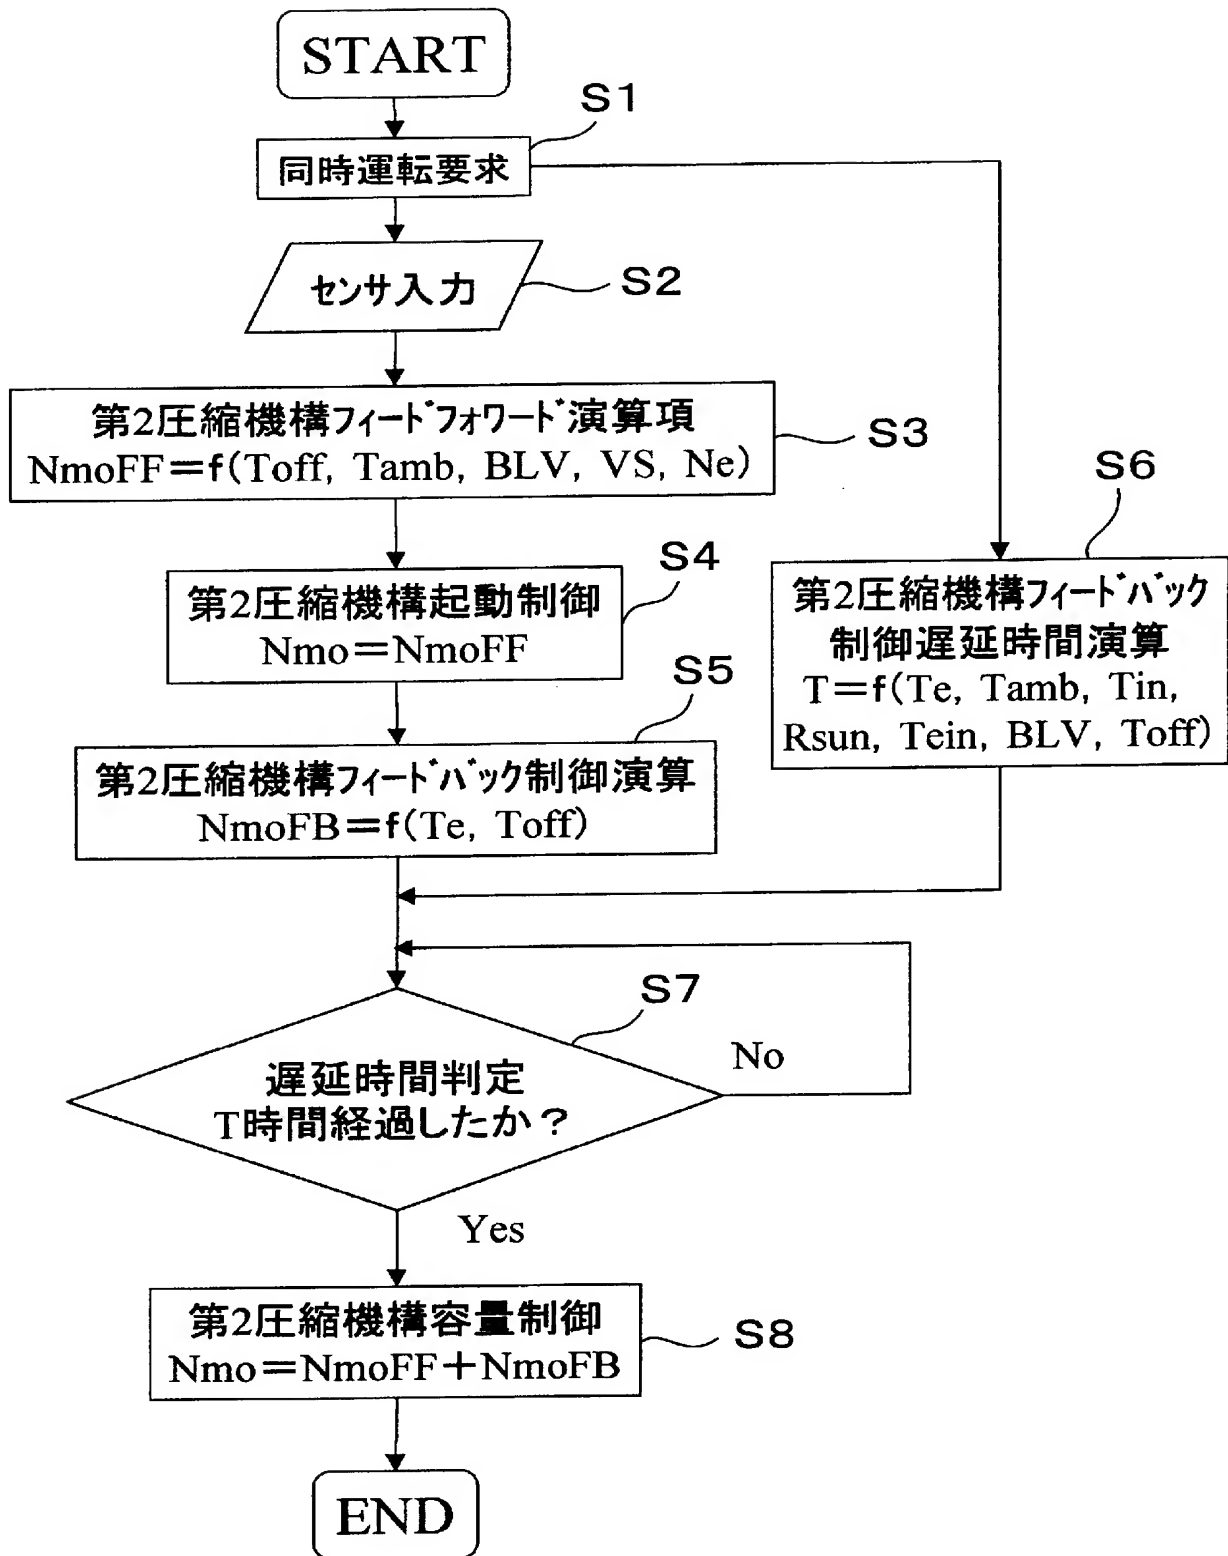 START
S1
同時運転要求
センサ入力
S2
第2圧縮機構フィードフォワード演算項
NmoFF=f(Toff, Tamb, BLV, VS, Ne)
S3
S4
第2圧縮機構起動制御
Nmo=NmoFF
S5
第2圧縮機構フィードバック制御演算
NmoFB=f(Te, Toff)
S6
第2圧縮機構フィードバック
制御遅延時間演算
T=f(Te, Tamb, Tin,
Rsun, Tein, BLV, Toff)
S7
遅延時間判定
T時間経過したか?
No
Yes
第2圧縮機構容量制御
Nmo=NmoFF+NmoFB
S8
END